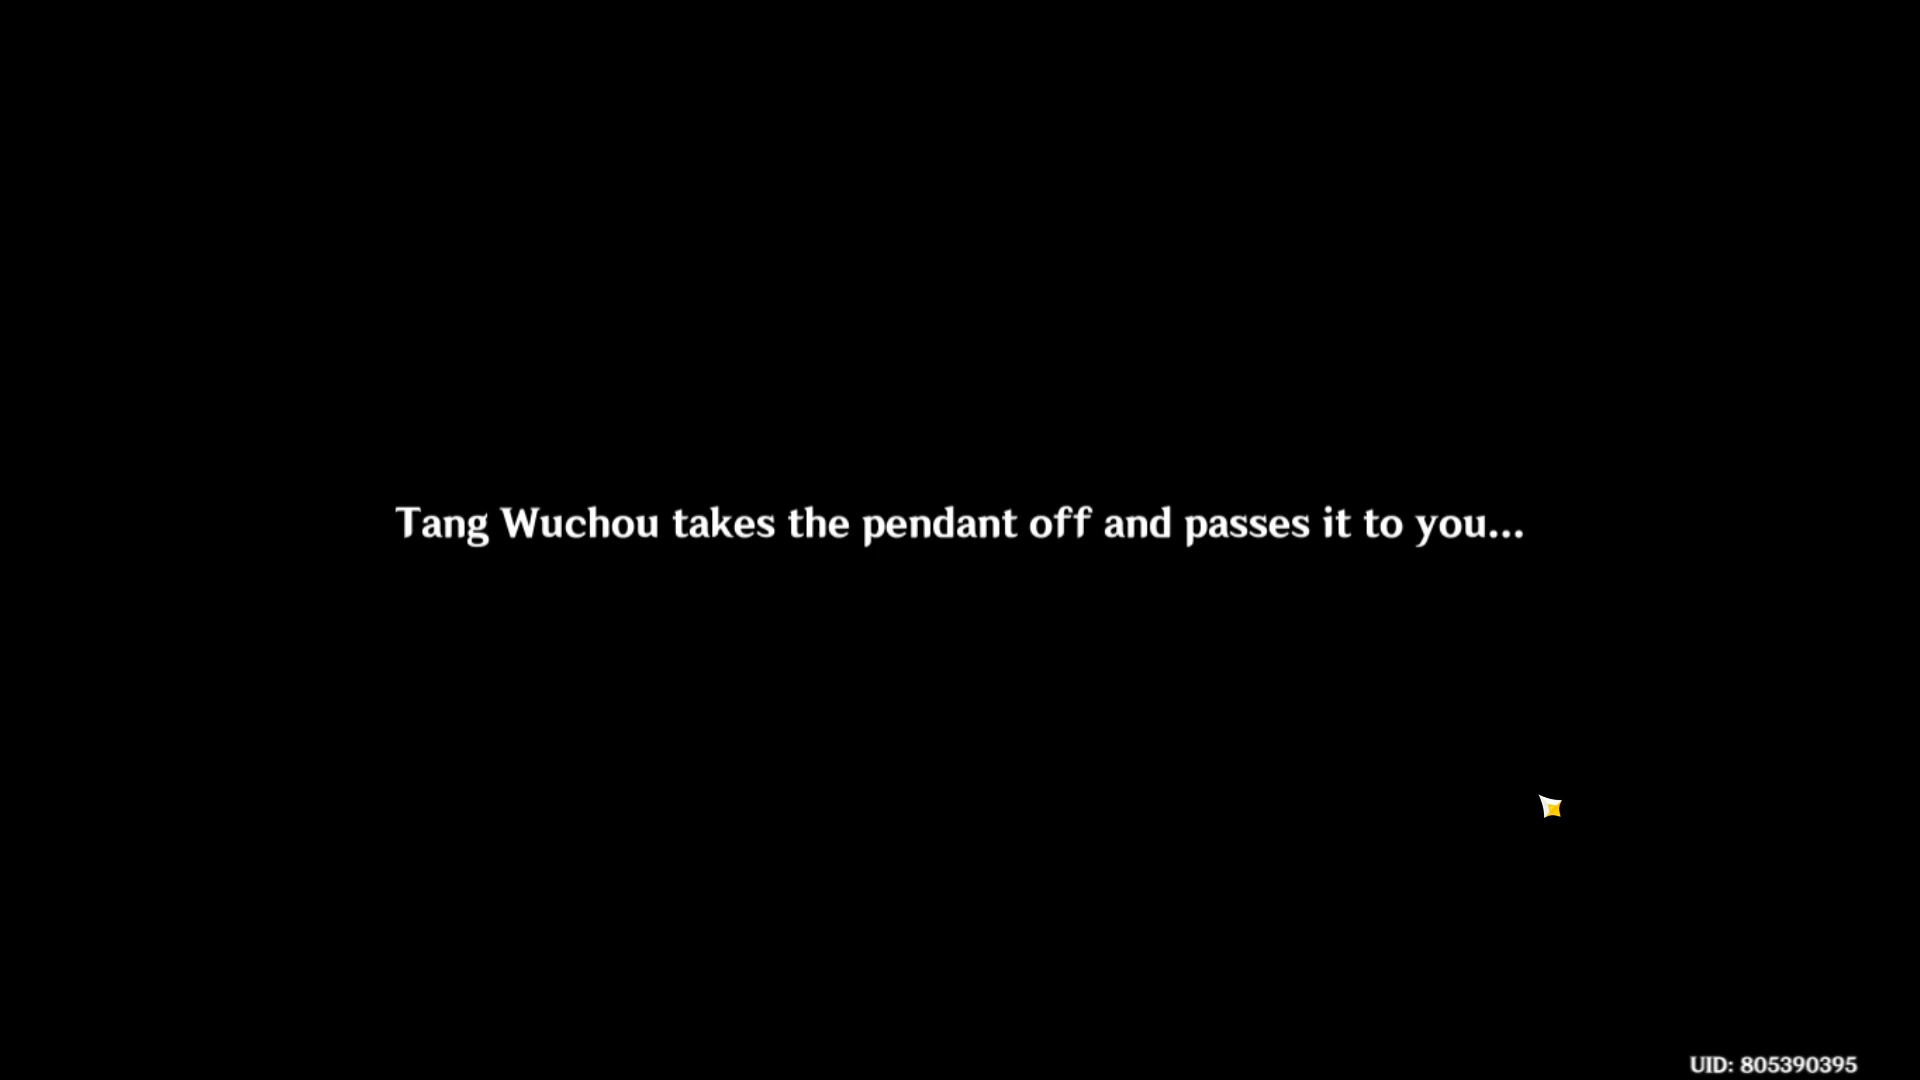 Tang Wuchou takes the pendant off and passes it to you...
UID: 805390395